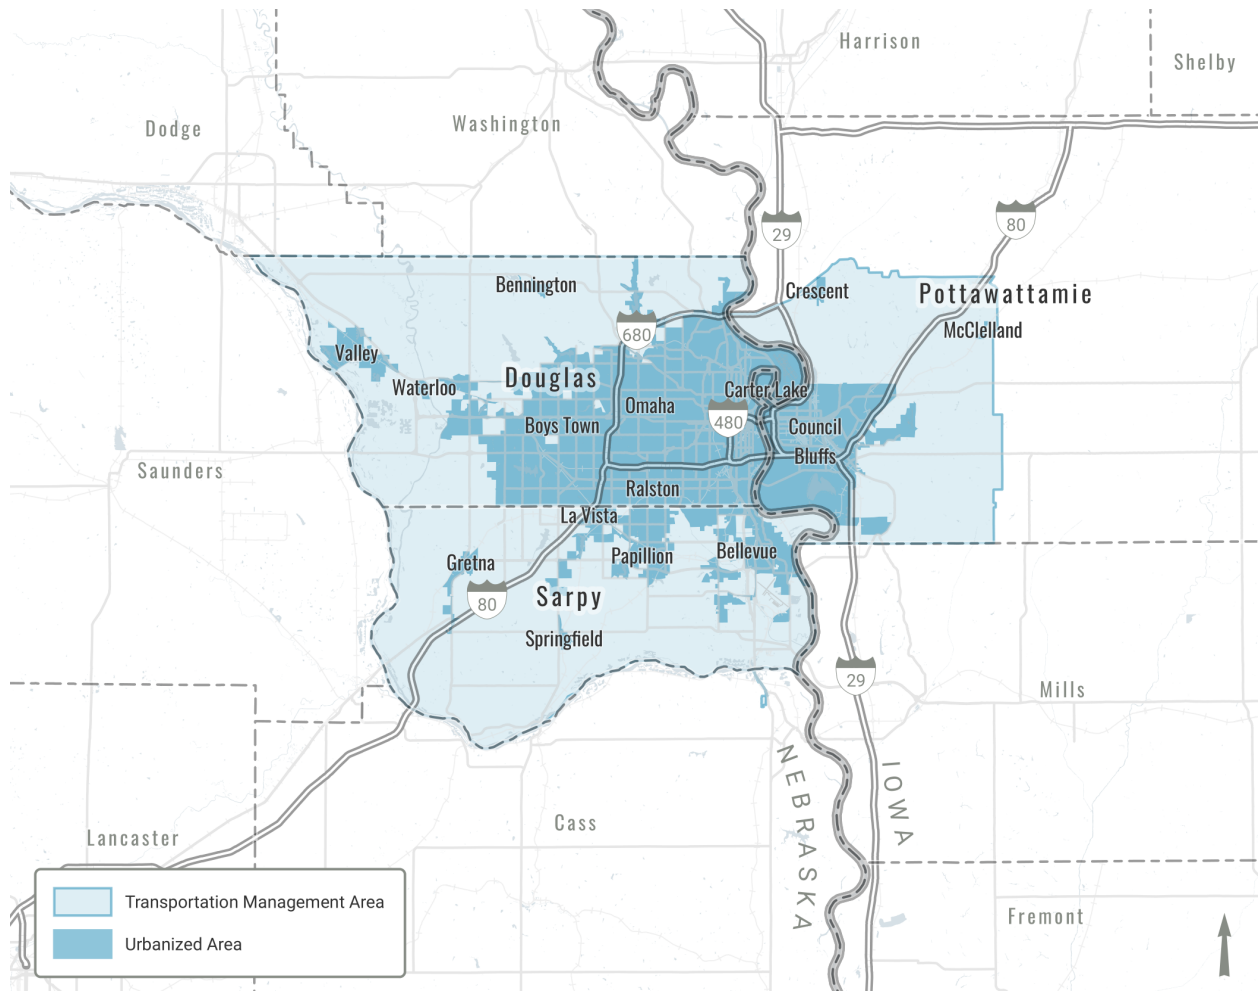 Harrison
Shelby
Dodge
Washington
29
80
Bennington
Crescent
Pottawattamie
McClelland
680
Valley
Waterloo
Douglas
Carter Lake
Omaha
480
Boys Town
Council
Bluffs
Saunders
Ralston
La Vista
Papillion
Bellevue
Gretna
80
Sarpy
Springfield
29
Mills
NEBRASKA
IOWA
Cass
Lancaster
Fremont
Transportation Management Area
Urbanized Area